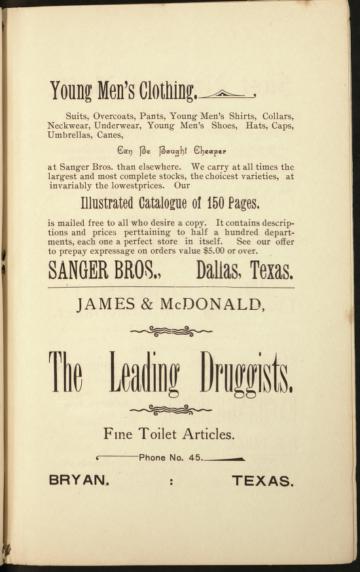 Young Men's Clothing.
Suits, Overcoats, Pants, Young Men's Shirts, Collars,
Neckwear, Underwear, Young Men's Shoes, Hats, Caps,
Umbrellas, Canes,
Can Be Bought Cheaper
at Sanger Bros. than elsewhere. We carry at all times the
largest and most complete stocks, the choicest varieties, at
invariably the lowestprices. Our
Illustrated Catalogue of 150 Pages.
is mailed free to all who desire a copy. It contains descrip-
tions and prices perttaining to half a hundred depart-
ments, each one a perfect store in itself. See our offer
to prepay expressage on orders value $5.00 or over.
SANGER BROS., Dallas, Texas.
JAMES & McDONALD,
The Leading Druggists.
Fine Toilet Articles.
Phone No. 45.
BRYAN. : TEXAS.